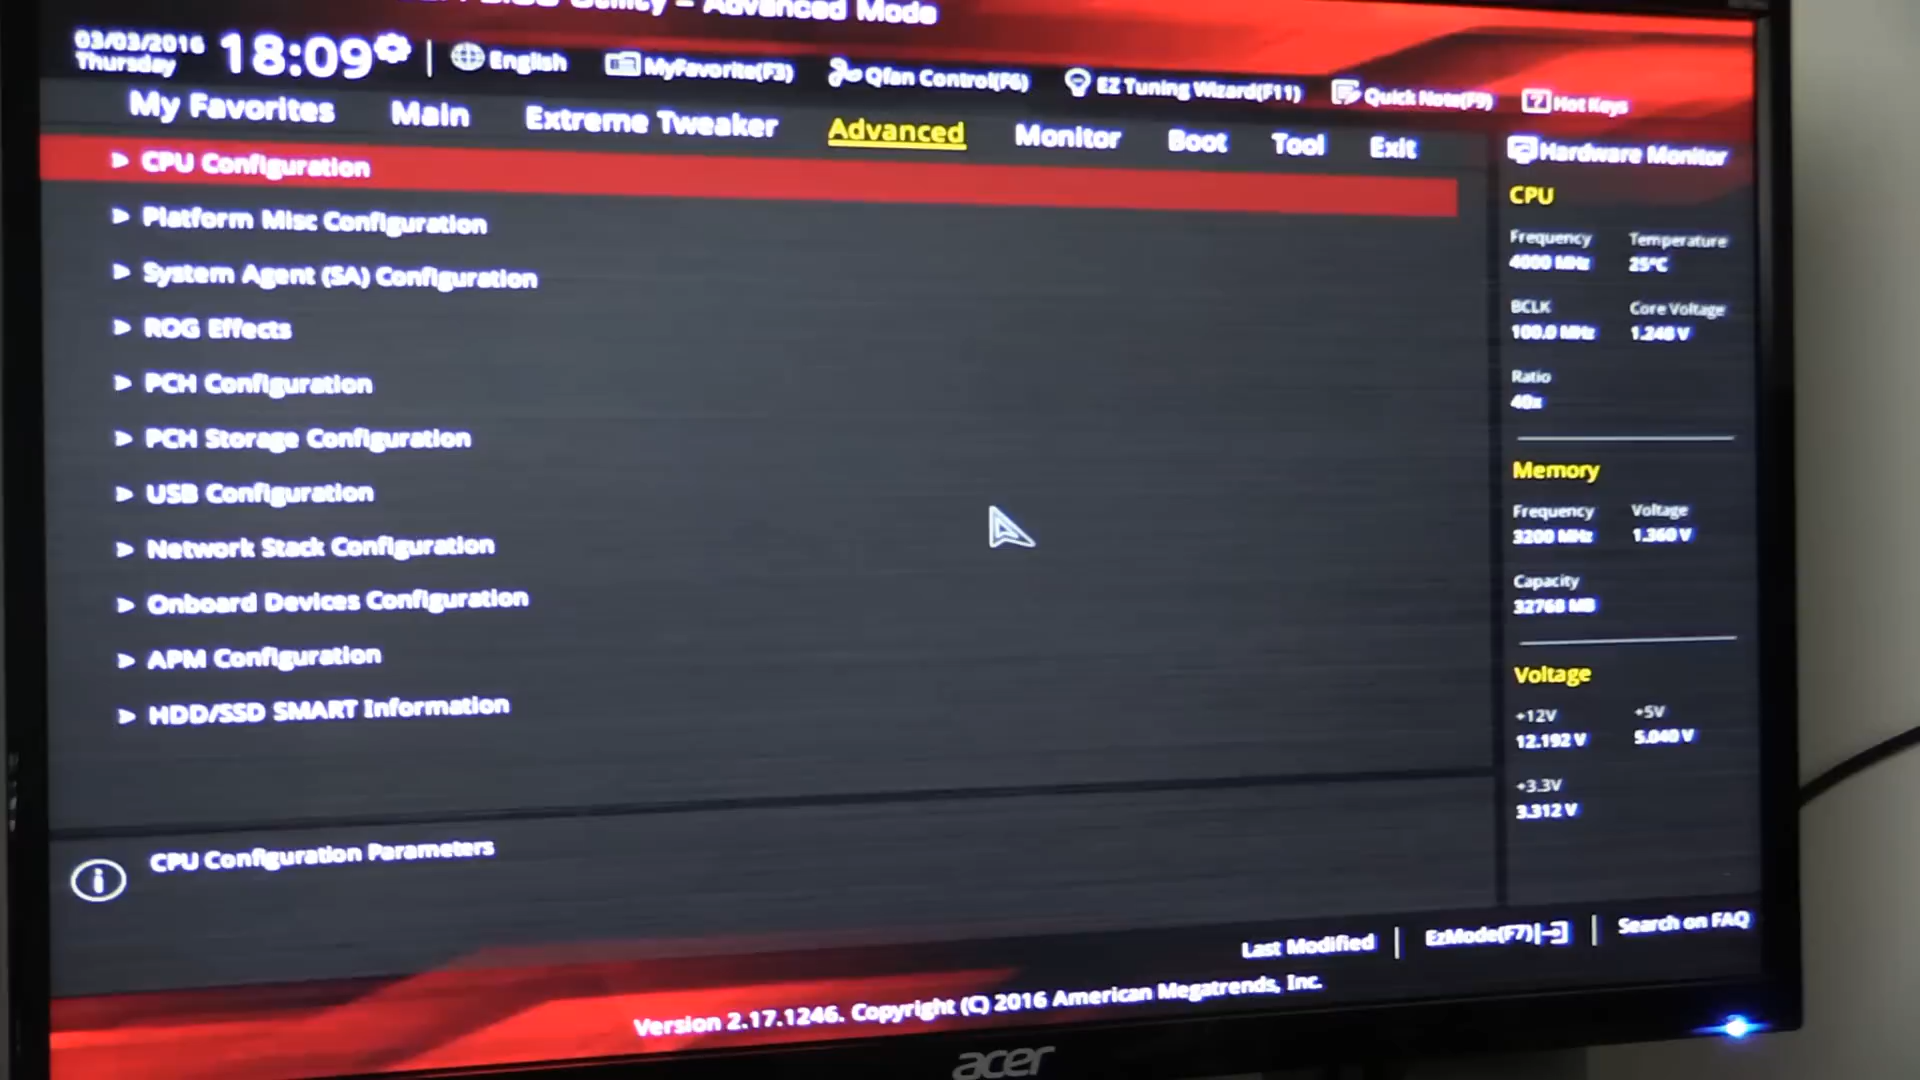 Utility – Advanced Mode
03/03/2016
Thursday
18:09
English
MyFavorite(F3)
Qfan Control(F6)
EZ Tuning Wizard(F11)
Quick Note(F9)
? Hot Keys
My Favorites
Main
Extreme Tweaker
Advanced
Monitor
Boot
Tool
Exit
CPU Configuration
Platform Misc Configuration
System Agent (SA) Configuration
ROG Effects
PCH Configuration
PCH Storage Configuration
USB Configuration
Network Stack Configuration
Onboard Devices Configuration
APM Configuration
HDD/SSD SMART Information
CPU Configuration Parameters
Hardware Monitor
CPU
Frequency Temperature
4000 MHz 25°C
BCLK Core Voltage
100.0 MHz 1.248 V
Ratio
40x
Memory
Frequency Voltage
3200 MHz 1.360 V
Capacity
32768 MB
Voltage
+12V +5V
12.192 V 5.040 V
+3.3V
3.312 V
Last Modified
EzMode(F7)
Search on FAQ
Version 2.17.1246. Copyright (C) 2016 American Megatrends, Inc.
acer